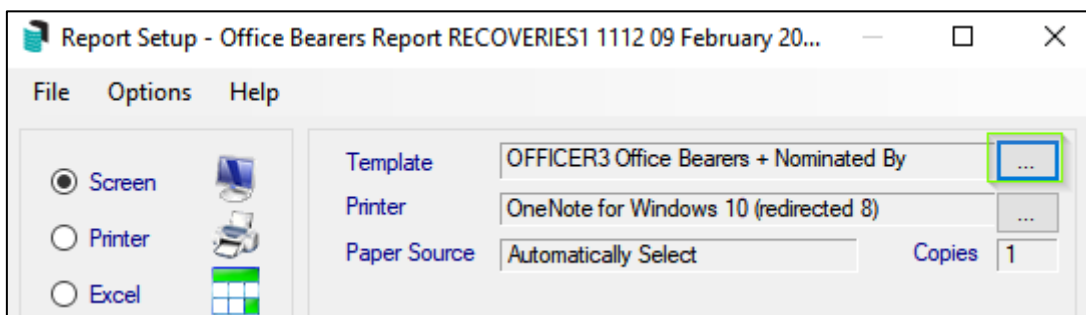 Report Setup - Office Bearers Report RECOVERIES1 1112 09 February 20...
File Options Help
Screen
Printer
Excel
Template OFFICER3 Office Bearers + Nominated By ...
Printer OneNote for Windows 10 (redirected 8) ...
Paper Source Automatically Select Copies 1